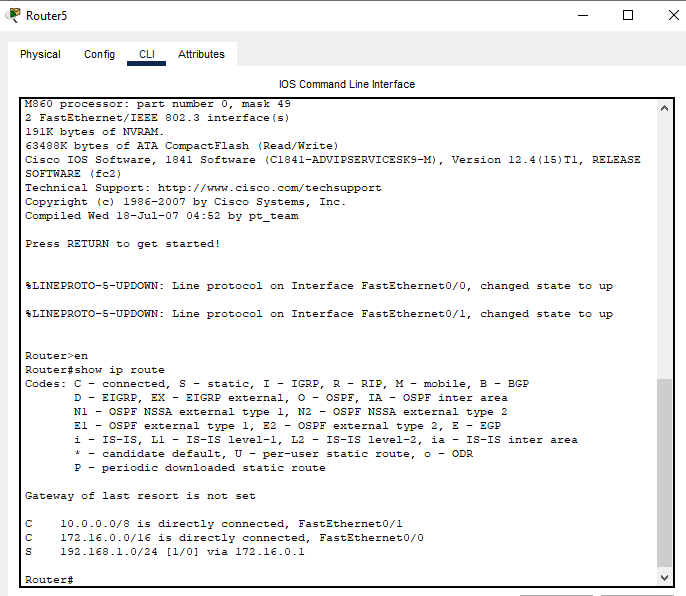 Router5
Physical Config CLI Attributes
IOS Command Line Interface
M860 processor: part number 0, mask 49
2 FastEthernet/IEEE 802.3 interface(s)
191K bytes of NVRAM.
63488K bytes of ATA CompactFlash (Read/Write)
Cisco IOS Software, 1841 Software (C1841-ADVIPSERVICESK9-M), Version 12.4(15)T1, RELEASE
SOFTWARE (fc2)
Technical Support: http://www.cisco.com/techsupport
Copyright (c) 1986-2007 by Cisco Systems, Inc.
Compiled Wed 18-Jul-07 04:52 by pt_team
Press RETURN to get started!
%LINEPROTO-5-UPDOWN: Line protocol on Interface FastEthernet0/0, changed state to up
%LINEPROTO-5-UPDOWN: Line protocol on Interface FastEthernet0/1, changed state to up
Router>en
Router#show ip route
Codes: C - connected, S - static, I - IGRP, R - RIP, M - mobile, B - BGP
D - EIGRP, EX - EIGRP external, O - OSPF, IA - OSPF inter area
N1 - OSPF NSSA external type 1, N2 - OSPF NSSA external type 2
E1 - OSPF external type 1, E2 - OSPF external type 2, E - EGP
i - IS-IS, L1 - IS-IS level-1, L2 - IS-IS level-2, ia - IS-IS inter area
* - candidate default, U - per-user static route, o - ODR
P - periodic downloaded static route
Gateway of last resort is not set
C 10.0.0.0/8 is directly connected, FastEthernet0/1
C 172.16.0.0/16 is directly connected, FastEthernet0/0
S 192.168.1.0/24 [1/0] via 172.16.0.1
Router#